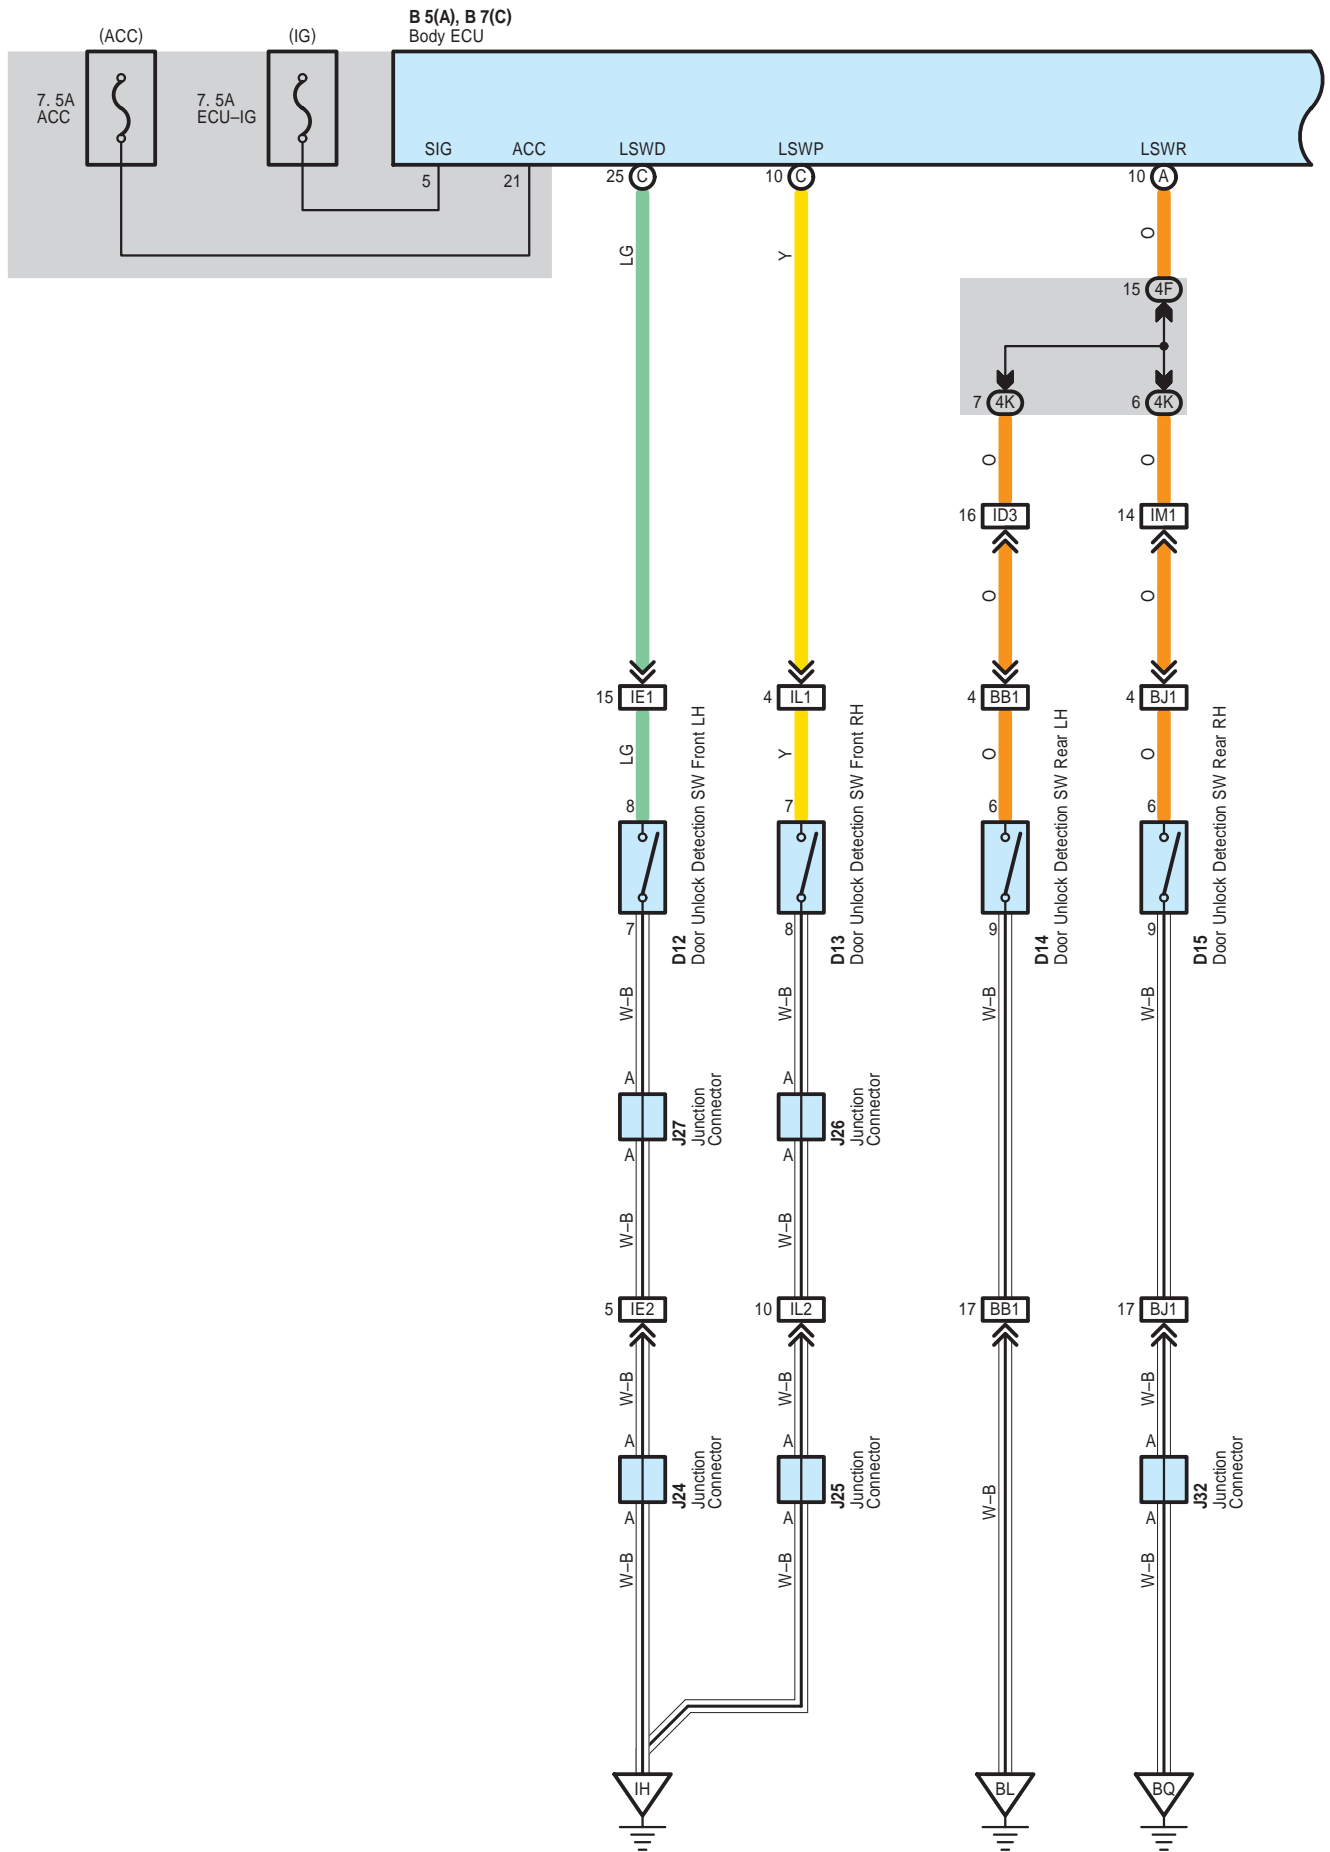 B 5(A), B 7(C)
Body ECU
(ACC)
(IG)
7. 5A
ACC
7. 5A
ECU–IG
SIG
ACC
LSWD
LSWP
LSWR
5
21
25
C
10
C
10
A
LG
Y
O
15
4F
7
4K
6
4K
O
O
16
ID3
14
IM1
O
O
15
IE1
4
IL1
4
BB1
4
BJ1
LG
Y
O
O
8
7
6
6
D12
Door Unlock Detection SW Front LH
D13
Door Unlock Detection SW Front RH
D14
Door Unlock Detection SW Rear LH
D15
Door Unlock Detection SW Rear RH
7
8
9
9
W–B
W–B
W–B
W–B
A
A
J27
Junction
Connector
J26
Junction
Connector
A
A
W–B
W–B
5
IE2
10
IL2
17
BB1
17
BJ1
W–B
W–B
W–B
A
A
A
J24
Junction
Connector
J25
Junction
Connector
W–B
J32
Junction
Connector
A
A
A
W–B
W–B
W–B
IH
BL
BQ